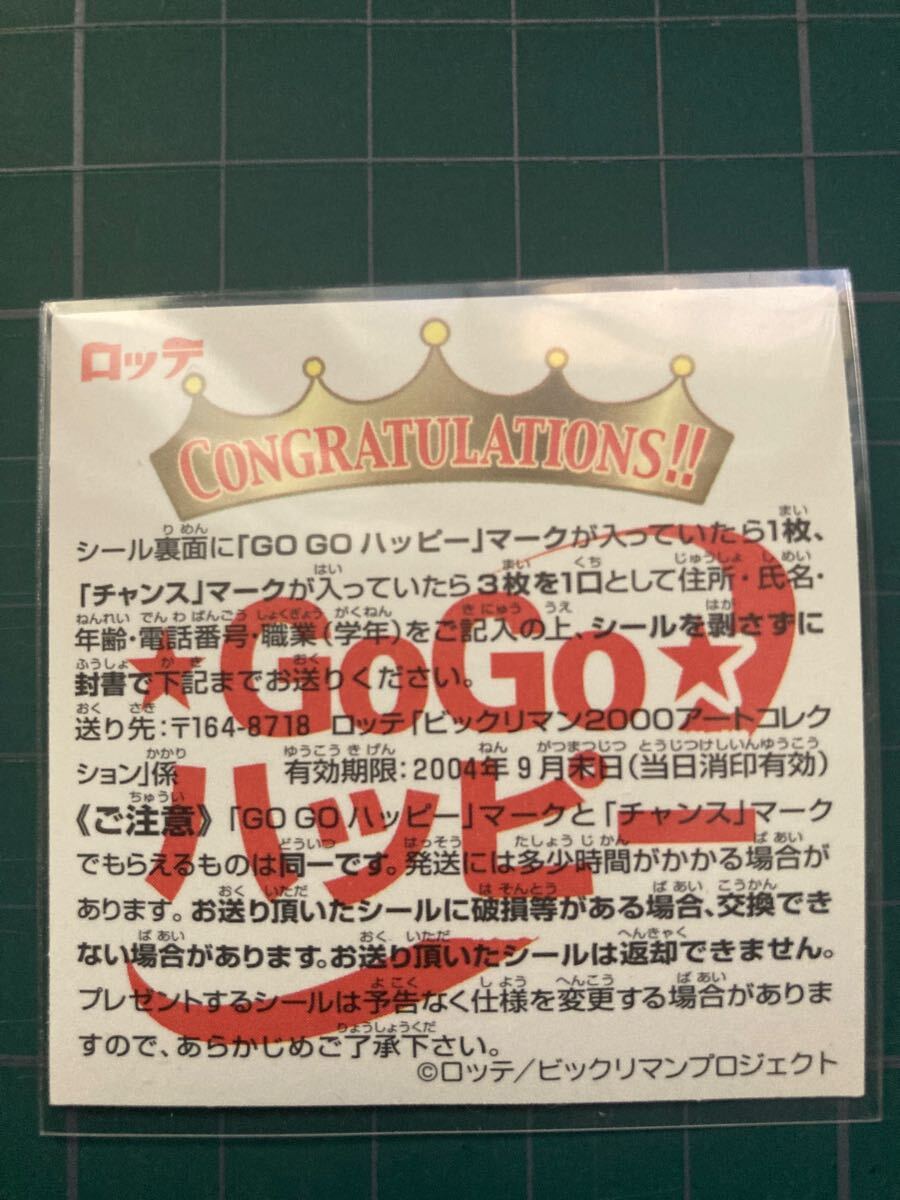 ロッテ
CONGRATULATIONS!!
シール裏面に「GO GO ハッピー」マークが入っていたら1枚、
「チャンス」マークが入っていたら3枚を1口として住所・氏名・
年齢・電話番号・職業(学年)をご記入の上、シールを剥さずに
封書で下記までお送りください。
送り先:〒164-8718 ロッテ「ビックリマン2000アートコレク
ション」係 有効期限:2004年9月末日(当日消印有効)
《ご注意》「GO GO ハッピー」マークと「チャンス」マーク
でもらえるものは同一です。発送には多少時間がかかる場合が
あります。お送り頂いたシールに破損等がある場合、交換でき
ない場合があります。お送り頂いたシールは返却できません。
プレゼントするシールは予告なく仕様を変更する場合がありま
すので、あらかじめご了承下さい。
©ロッテ/ビックリマンプロジェクト
★GoGo★
ハッピー